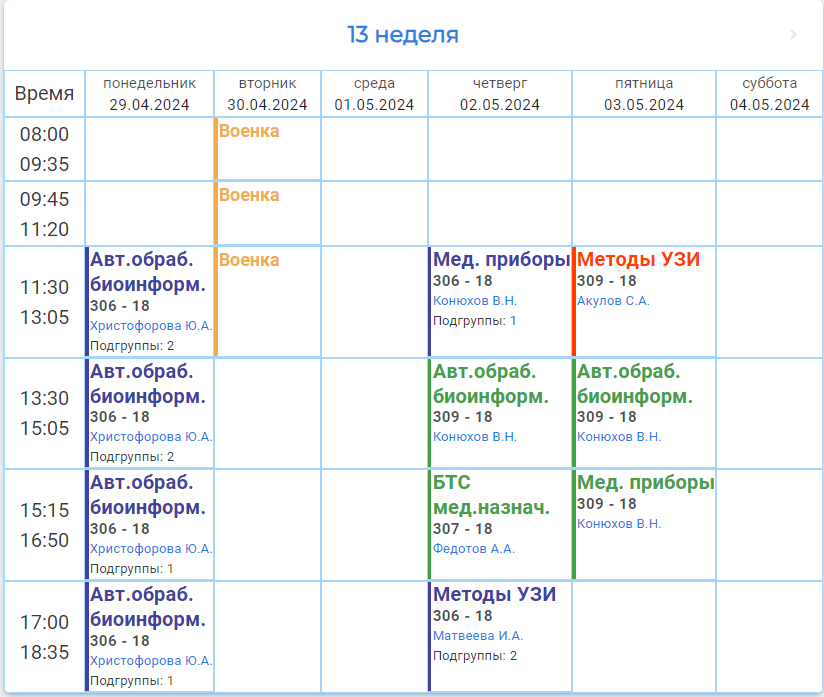 13 неделя
Время
понедельник
29.04.2024
вторник
30.04.2024
среда
01.05.2024
четверг
02.05.2024
пятница
03.05.2024
суббота
04.05.2024
08:00
09:35
Военка
09:45
11:20
Военка
11:30
13:05
Авт.обраб.
биоинформ.
306 - 18
Христофорова Ю.А.
Подгруппы: 2
Военка
Мед. приборы
306 - 18
Конюхов В.Н.
Подгруппы: 1
Методы УЗИ
309 - 18
Акулов С.А.
13:30
15:05
Авт.обраб.
биоинформ.
306 - 18
Христофорова Ю.А.
Подгруппы: 2
Авт.обраб.
биоинформ.
309 - 18
Конюхов В.Н.
Авт.обраб.
биоинформ.
309 - 18
Конюхов В.Н.
15:15
16:50
Авт.обраб.
биоинформ.
306 - 18
Христофорова Ю.А.
Подгруппы: 1
БТС
мед.назнач.
307 - 18
Федотов А.А.
Мед. приборы
309 - 18
Конюхов В.Н.
17:00
18:35
Авт.обраб.
биоинформ.
306 - 18
Христофорова Ю.А.
Подгруппы: 1
Методы УЗИ
306 - 18
Матвеева И.А.
Подгруппы: 2